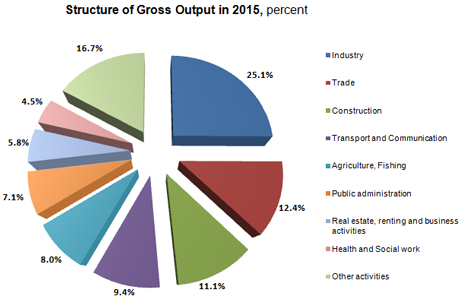 Structure of Gross Output in 2015, percent
16.7%
25.1%
4.5%
5.8%
7.1%
8.0%
9.4%
11.1%
12.4%
Industry
Trade
Construction
Transport and Communication
Agriculture, Fishing
Public administration
Real estate, renting and business
activities
Health and Social work
Other activities